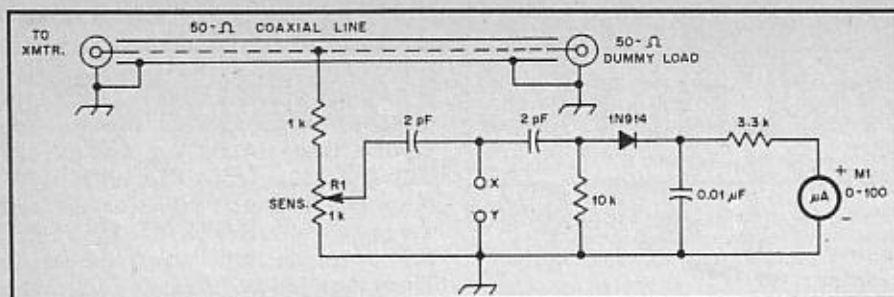 50-Ω COAXIAL LINE
TO
XMTR.
50-Ω
DUMMY LOAD
1 k
2 pF
2 pF
1N914
3.3 k
R1
SENS.
1 k
X
Y
10 k
0.01 μF
+
μA
M1
0-100
-